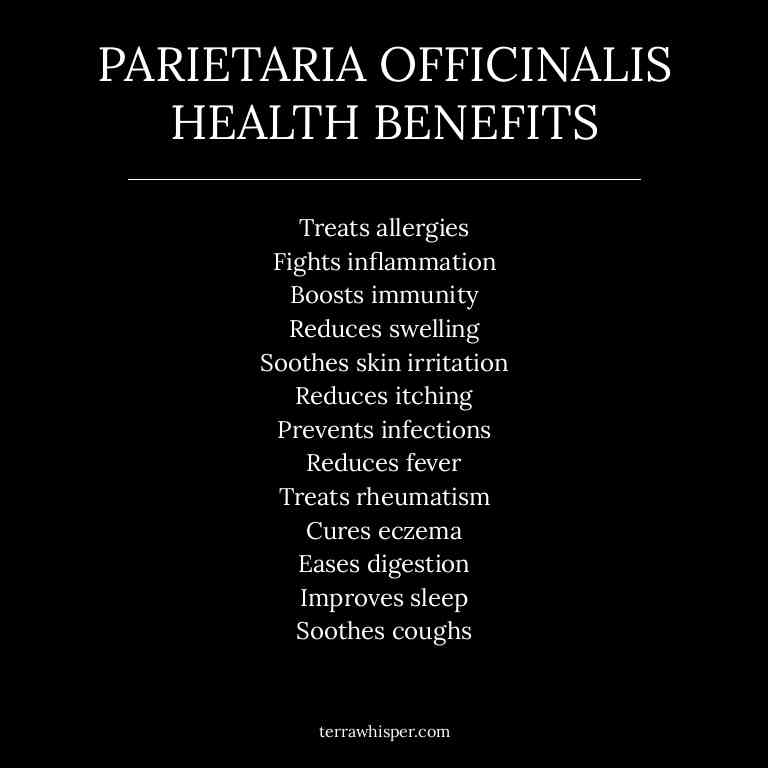 PARIETARIA OFFICINALIS
HEALTH BENEFITS
Treats allergies
Fights inflammation
Boosts immunity
Reduces swelling
Soothes skin irritation
Reduces itching
Prevents infections
Reduces fever
Treats rheumatism
Cures eczema
Eases digestion
Improves sleep
Soothes coughs
terrawhisper.com